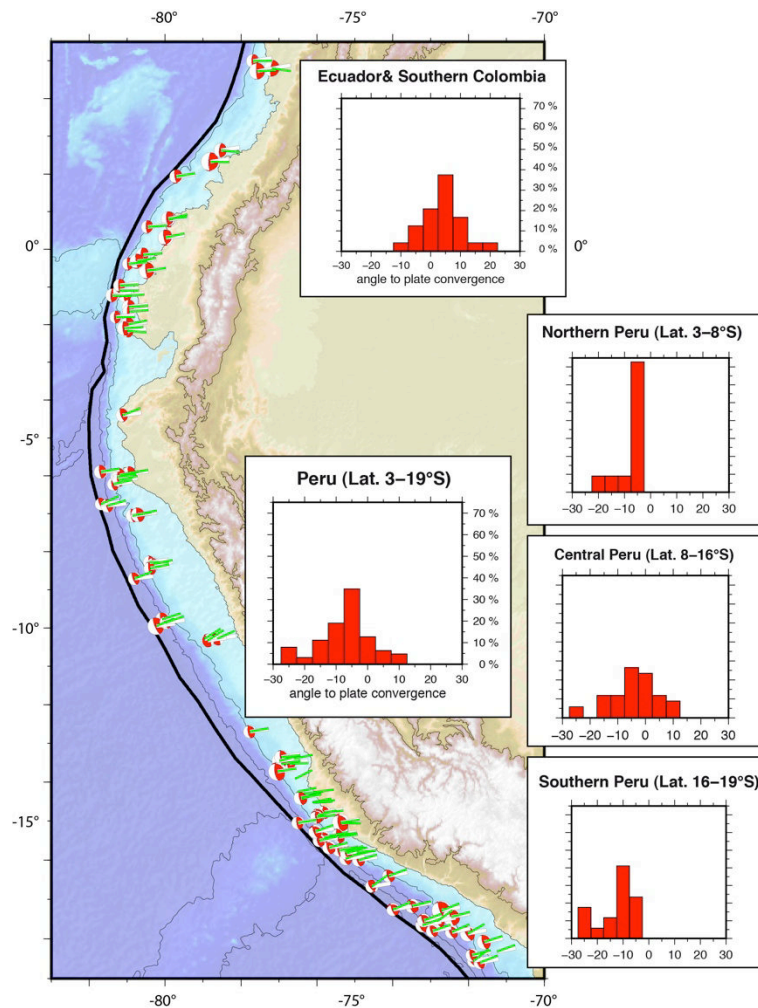 -80° -75° -70°
Ecuador& Southern Colombia
70 %
60 %
50 %
40 %
30 %
20 %
10 %
0 %
−30 −20 −10 0 10 20 30
angle to plate convergence
0° 0°
Northern Peru (Lat. 3–8°S)
−30 −20 −10 0 10 20 30
-5°
Peru (Lat. 3–19°S)
70 %
60 %
50 %
40 %
30 %
20 %
10 %
0 %
−30 −20 −10 0 10 20 30
angle to plate convergence
Central Peru (Lat. 8–16°S)
−30 −20 −10 0 10 20 30
-10°
Southern Peru (Lat. 16–19°S)
−30 −20 −10 0 10 20 30
-15°
-80° -75° -70°